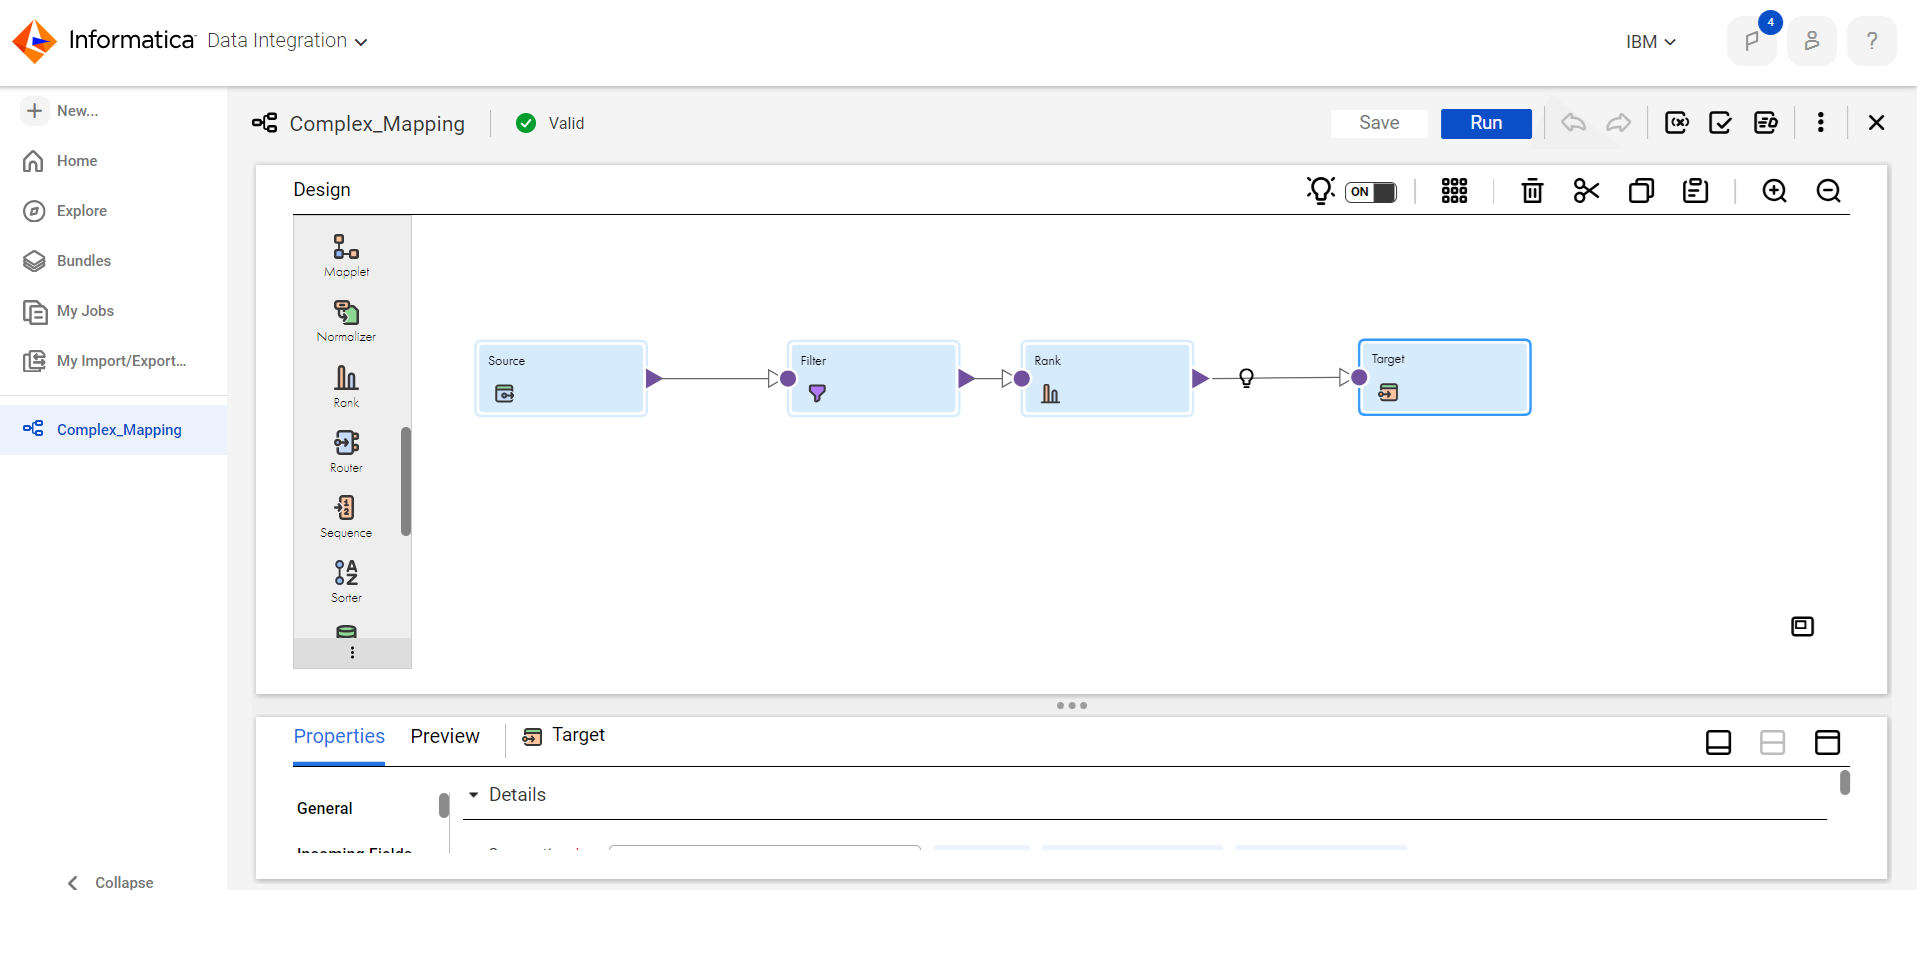 Informatica Data Integration
IBM
4
?
New...
Home
Explore
Bundles
My Jobs
My Import/Export...
Complex_Mapping
Collapse
Complex_Mapping
Valid
Save
Run
Design
ON
Mapplet
Normalizer
Rank
Router
Sequence
Sorter
Source
Filter
Rank
Target
Properties
Preview
Target
General
Incoming Fields
Details